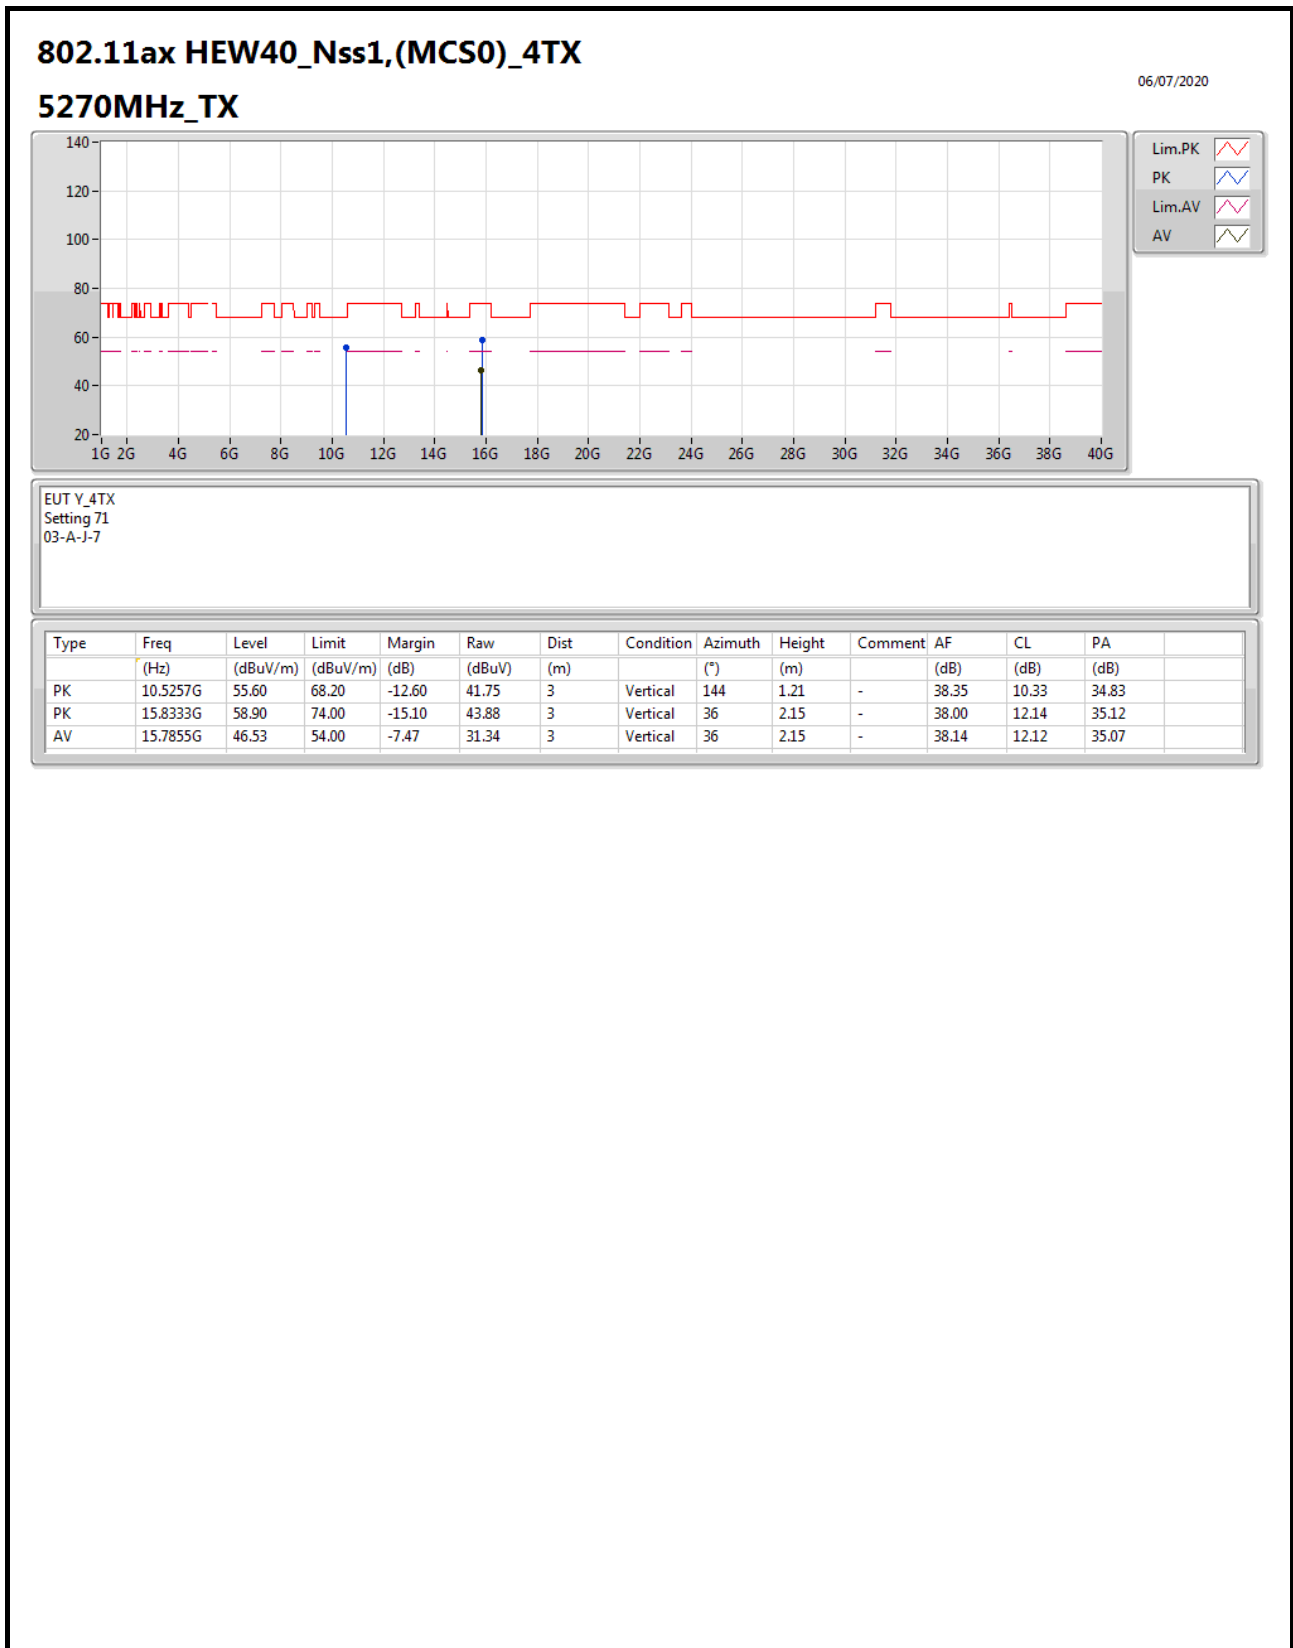 802.11ax HEW40_Nss1,(MCS0)_4TX
06/07/2020
5270MHz_TX
140
120
100
80
60
40
20
1G 2G 4G 6G 8G 10G 12G 14G 16G 18G 20G 22G 24G 26G 28G 30G 32G 34G 36G 38G 40G
Lim.PK
PK
Lim.AV
AV
EUT Y_4TX
Setting 71
03-A-J-7
Type Freq Level Limit Margin Raw Dist Condition Azimuth Height Comment AF CL PA
(Hz) (dBuV/m) (dBuV/m) (dB) (dBuV) (m) (°) (m) (dB) (dB) (dB)
PK 10.5257G 55.60 68.20 -12.60 41.75 3 Vertical 144 1.21 - 38.35 10.33 34.83
PK 15.8333G 58.90 74.00 -15.10 43.88 3 Vertical 36 2.15 - 38.00 12.14 35.12
AV 15.7855G 46.53 54.00 -7.47 31.34 3 Vertical 36 2.15 - 38.14 12.12 35.07